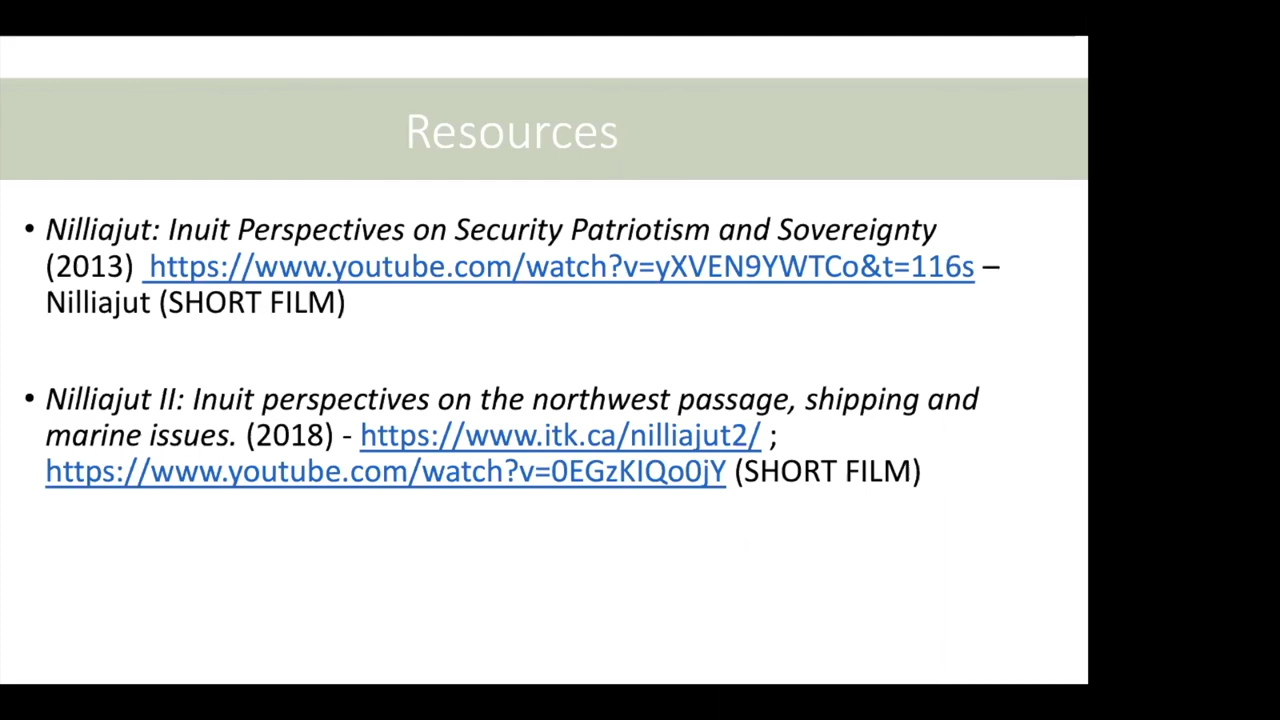 Resources
• Nilliajut: Inuit Perspectives on Security Patriotism and Sovereignty
(2013) https://www.youtube.com/watch?v=yXVEN9YWTCo&t=116s –
Nilliajut (SHORT FILM)
• Nilliajut II: Inuit perspectives on the northwest passage, shipping and
marine issues. (2018) - https://www.itk.ca/nilliajut2/ ;
https://www.youtube.com/watch?v=0EGzKIQo0jY (SHORT FILM)